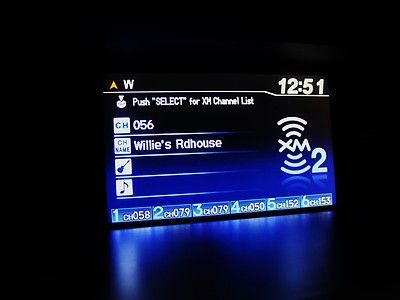 W 12:51
Push "SELECT" for XM Channel List
CH 056
CH NAME Willie's Rdhouse
XM 2
1 CH058 2 CH079 3 CH079 4 CH050 5 CH152 6 CH153